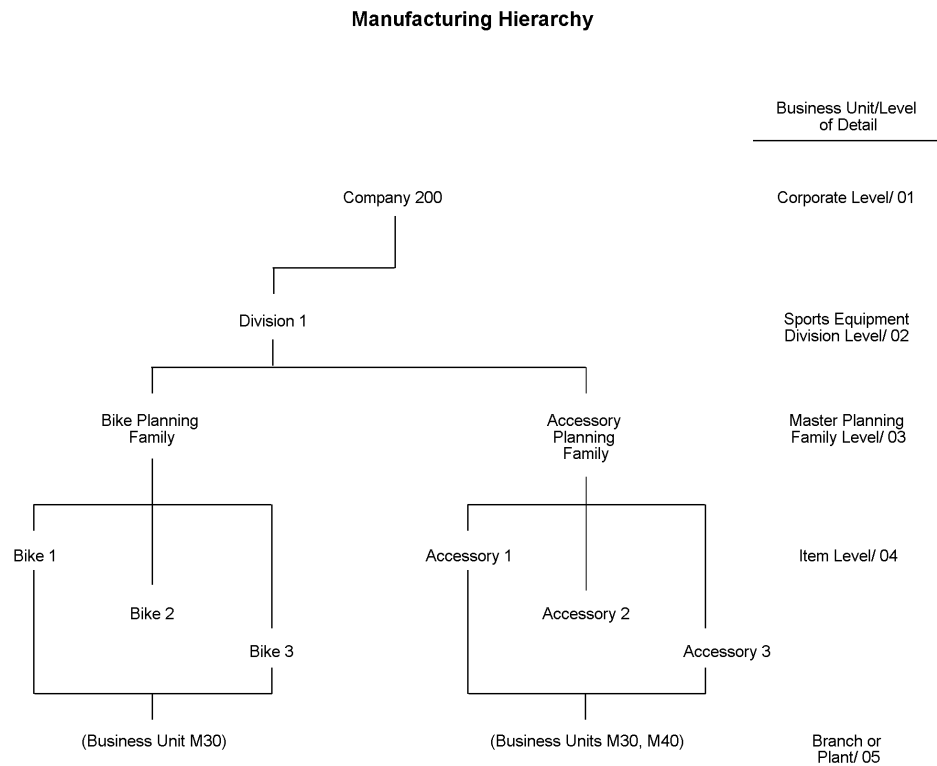 Manufacturing Hierarchy
Business Unit/Level
of Detail
Company 200
Corporate Level/ 01
Division 1
Sports Equipment
Division Level/ 02
Bike Planning
Family
Accessory
Planning
Family
Master Planning
Family Level/ 03
Bike 1
Accessory 1
Item Level/ 04
Bike 2
Accessory 2
Bike 3
Accessory 3
(Business Unit M30)
(Business Units M30, M40)
Branch or
Plant/ 05